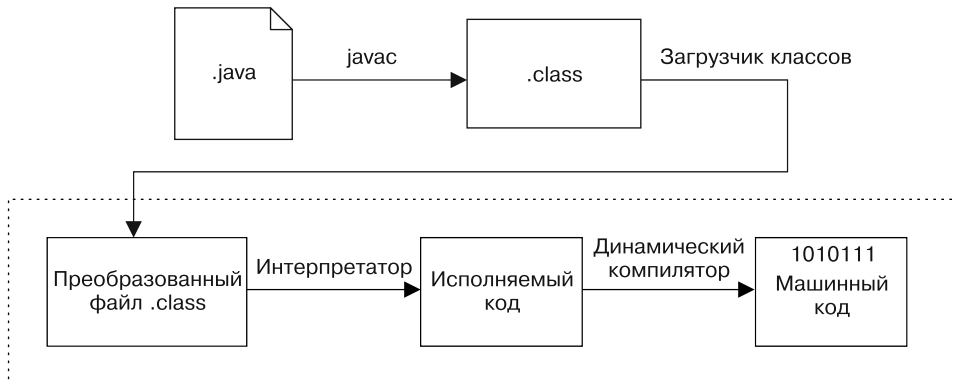 .java
javac
.class
Загрузчик классов
Преобразованный
файл .class
Интерпретатор
Исполняемый
код
Динамический
компилятор
1010111
Машинный
код